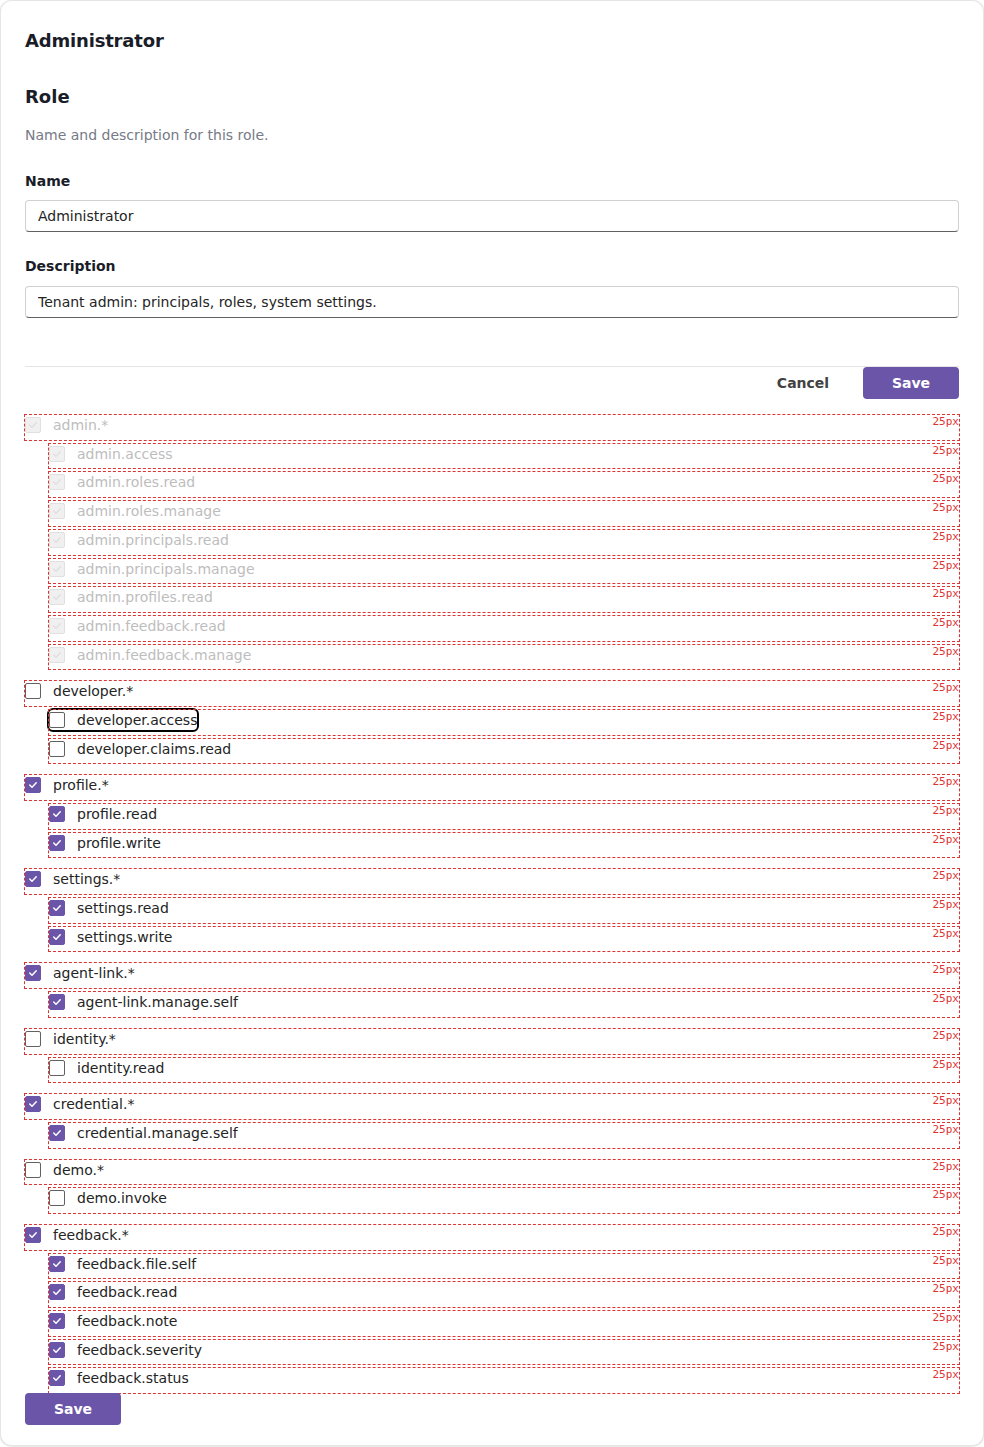 Administrator
Role
Name and description for this role.
Name
Administrator
Description
Tenant admin: principals, roles, system settings.
Cancel Save
admin.* 25px
admin.access 25px
admin.roles.read 25px
admin.roles.manage 25px
admin.principals.read 25px
admin.principals.manage 25px
admin.profiles.read 25px
admin.feedback.read 25px
admin.feedback.manage 25px
developer.* 25px
developer.access 25px
developer.claims.read 25px
profile.* 25px
profile.read 25px
profile.write 25px
settings.* 25px
settings.read 25px
settings.write 25px
agent-link.* 25px
agent-link.manage.self 25px
identity.* 25px
identity.read 25px
credential.* 25px
credential.manage.self 25px
demo.* 25px
demo.invoke 25px
feedback.* 25px
feedback.file.self 25px
feedback.read 25px
feedback.note 25px
feedback.severity 25px
feedback.status 25px
Save